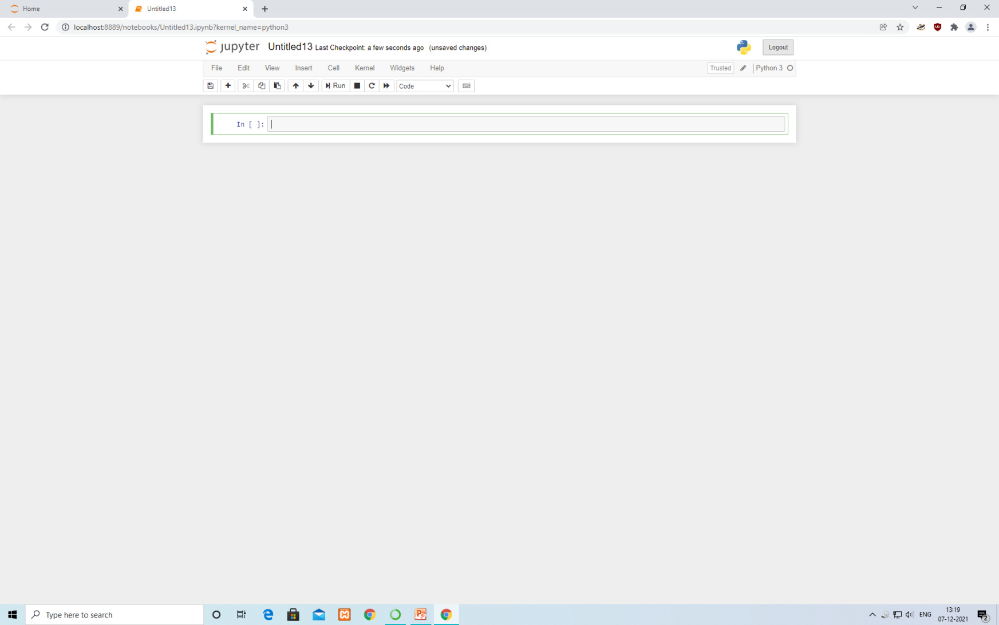 Home
Untitled13
localhost:8889/notebooks/Untitled13.ipynb?kernel_name=python3
jupyter Untitled13 Last Checkpoint: a few seconds ago (unsaved changes)
Logout
File Edit View Insert Cell Kernel Widgets Help
Trusted Python 3
Run Code
In [ ]:
Type here to search
ENG
13:19
07-12-2021
2